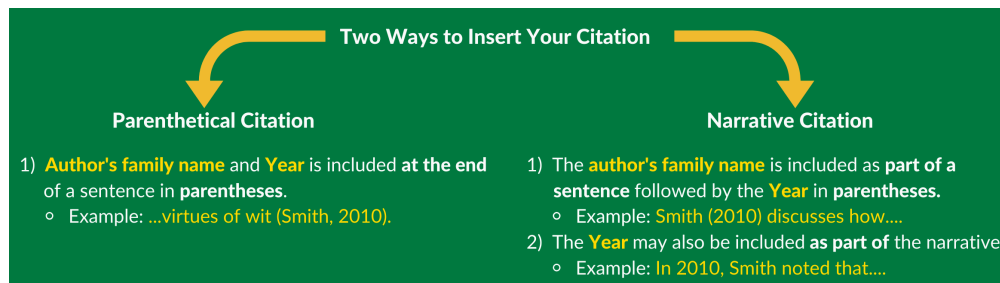 Two Ways to Insert Your Citation
Parenthetical Citation
1) Author's family name and Year is included at the end
of a sentence in parentheses.
Example: ...virtues of wit (Smith, 2010).
Narrative Citation
1) The author's family name is included as part of a
sentence followed by the Year in parentheses.
Example: Smith (2010) discusses how....
2) The Year may also be included as part of the narrative
Example: In 2010, Smith noted that....